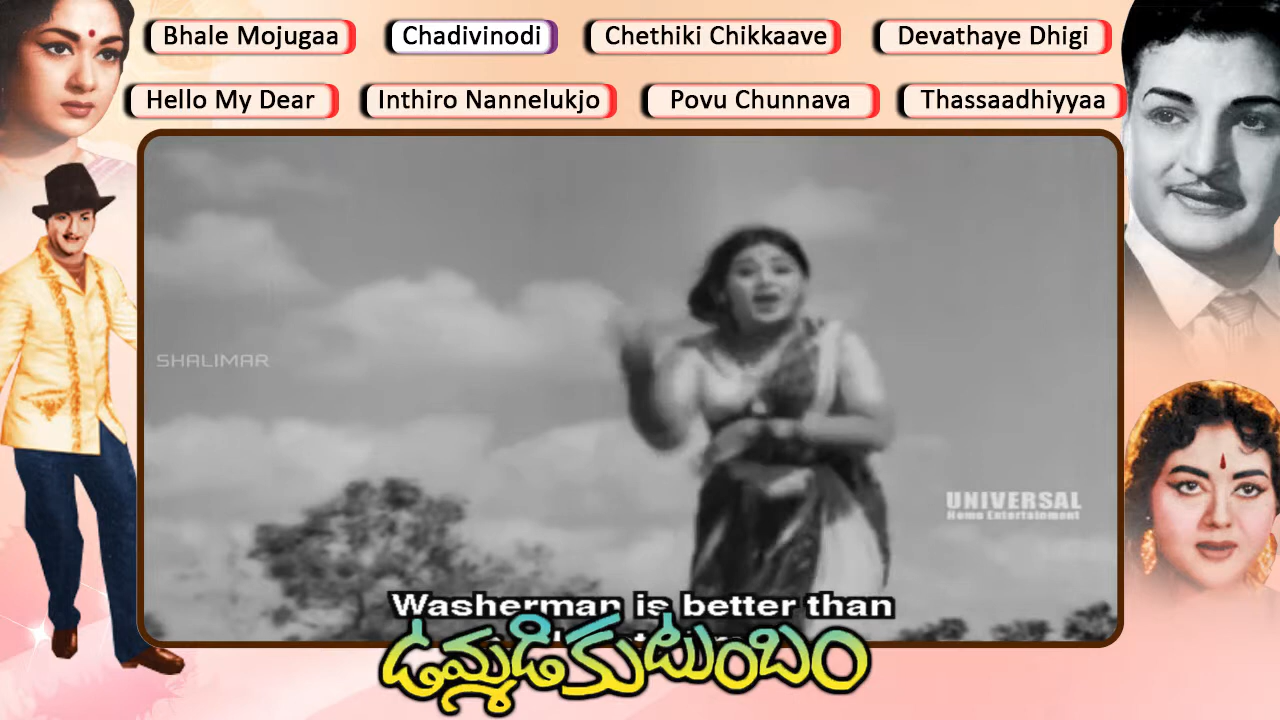 Bhale Mojugaa
Chadivinodi
Chethiki Chikkaave
Devathaye Dhigi
Hello My Dear
Inthiro Nannelukjo
Povu Chunnava
Thassaadhiyyaa
SHALIMAR
UNIVERSAL
Home Entertainment
Washerman is better than
ఉమ్మడి కుటుంబం